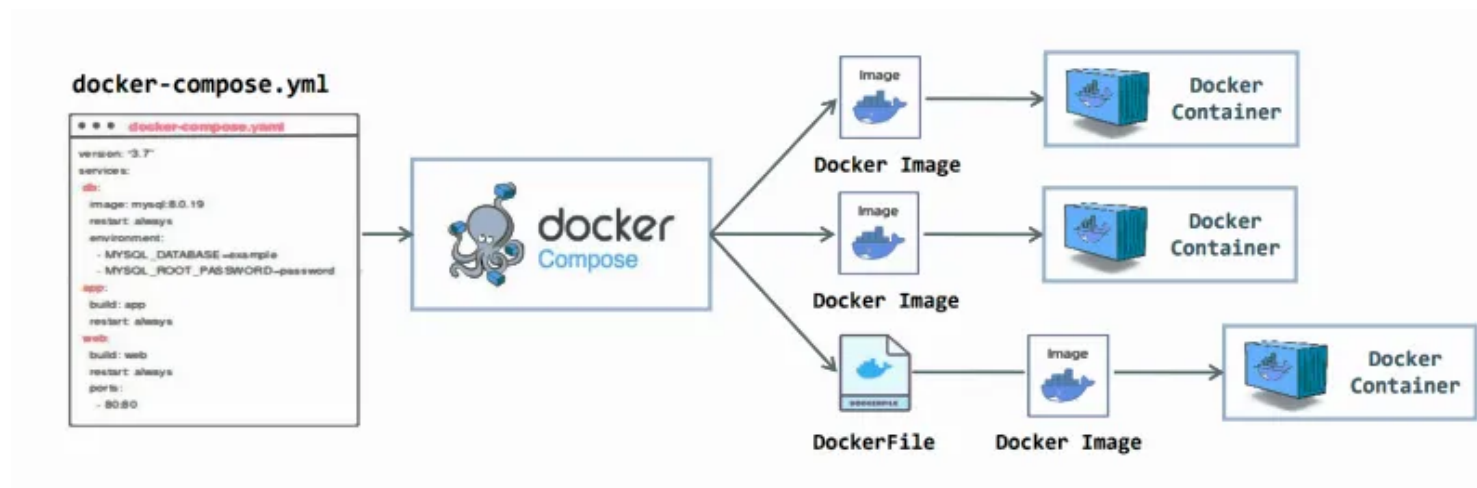 docker-compose.yml
docker-compose.yaml
version: "3.7"
services:
db:
image: mysql:8.0.19
restart: always
environment:
- MYSQL_DATABASE=example
- MYSQL_ROOT_PASSWORD=password
app:
build: app
restart: always
web:
build: web
restart: always
ports:
- 80:80
docker
Compose
Image
Docker Image
Docker
Container
Image
Docker Image
Docker
Container
DOCKERFILE
DockerFile
Image
Docker Image
Docker
Container